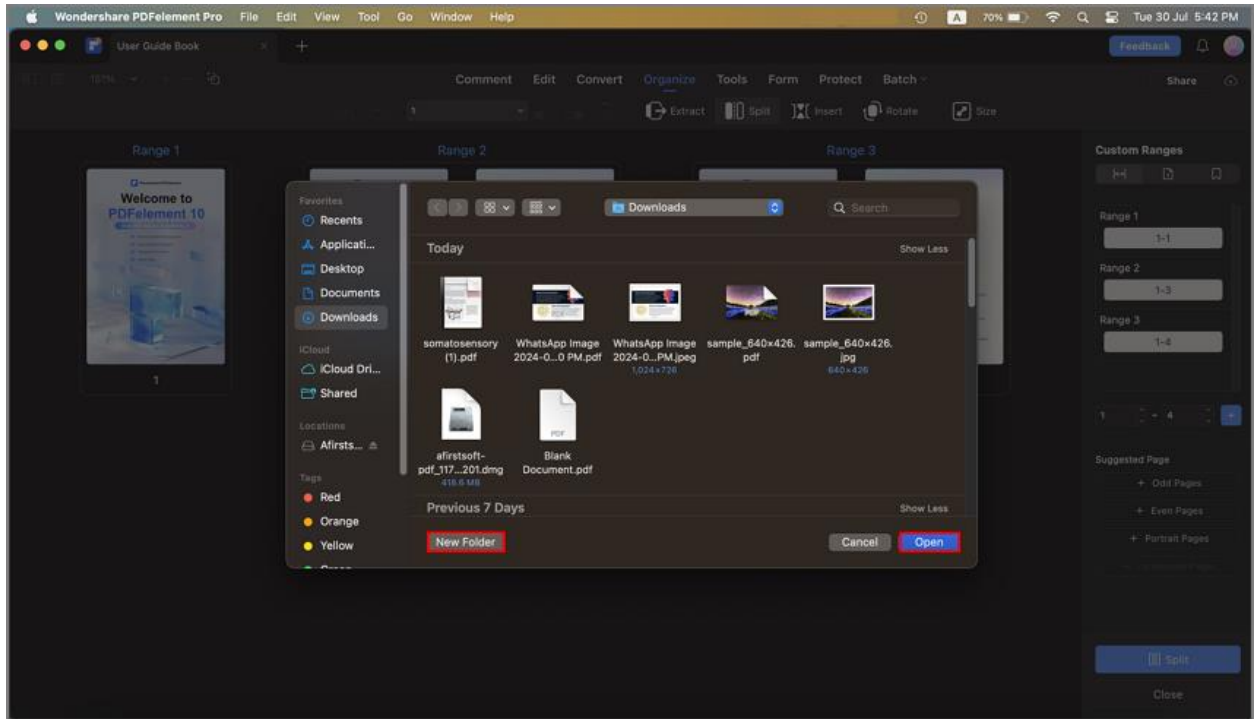 Wondershare PDFelement Pro File Edit View Tool Go Window Help A 70% Tue 30 Jul 5:42 PM
User Guide Book × + Feedback
Comment Edit Convert Organize Tools Form Protect Batch Share
1 Extract Split Insert Rotate Size
Range 1 Range 2 Range 3
Welcome to
PDFelement 10
1
Favorites
Recents
Applicati...
Desktop
Documents
Downloads
iCloud
iCloud Dri...
Shared
Locations
Afirsts...
Tags
Red
Orange
Yellow
Green
Downloads Search
Today Show Less
somatosensory
(1).pdf
WhatsApp Image
2024-0...0 PM.pdf
WhatsApp Image
2024-0...PM.jpeg
1,024×726
sample_640×426.
pdf
sample_640×426.
jpg
640×426
afirstsoft-
pdf_117...201.dmg
418.6 MB
PDF
Blank
Document.pdf
Previous 7 Days Show Less
New Folder Cancel Open
Custom Ranges
Range 1
1-1
Range 2
1-3
Range 3
1-4
1 - 4 +
Suggested Page
+ Odd Pages
+ Even Pages
+ Portrait Pages
Split
Close